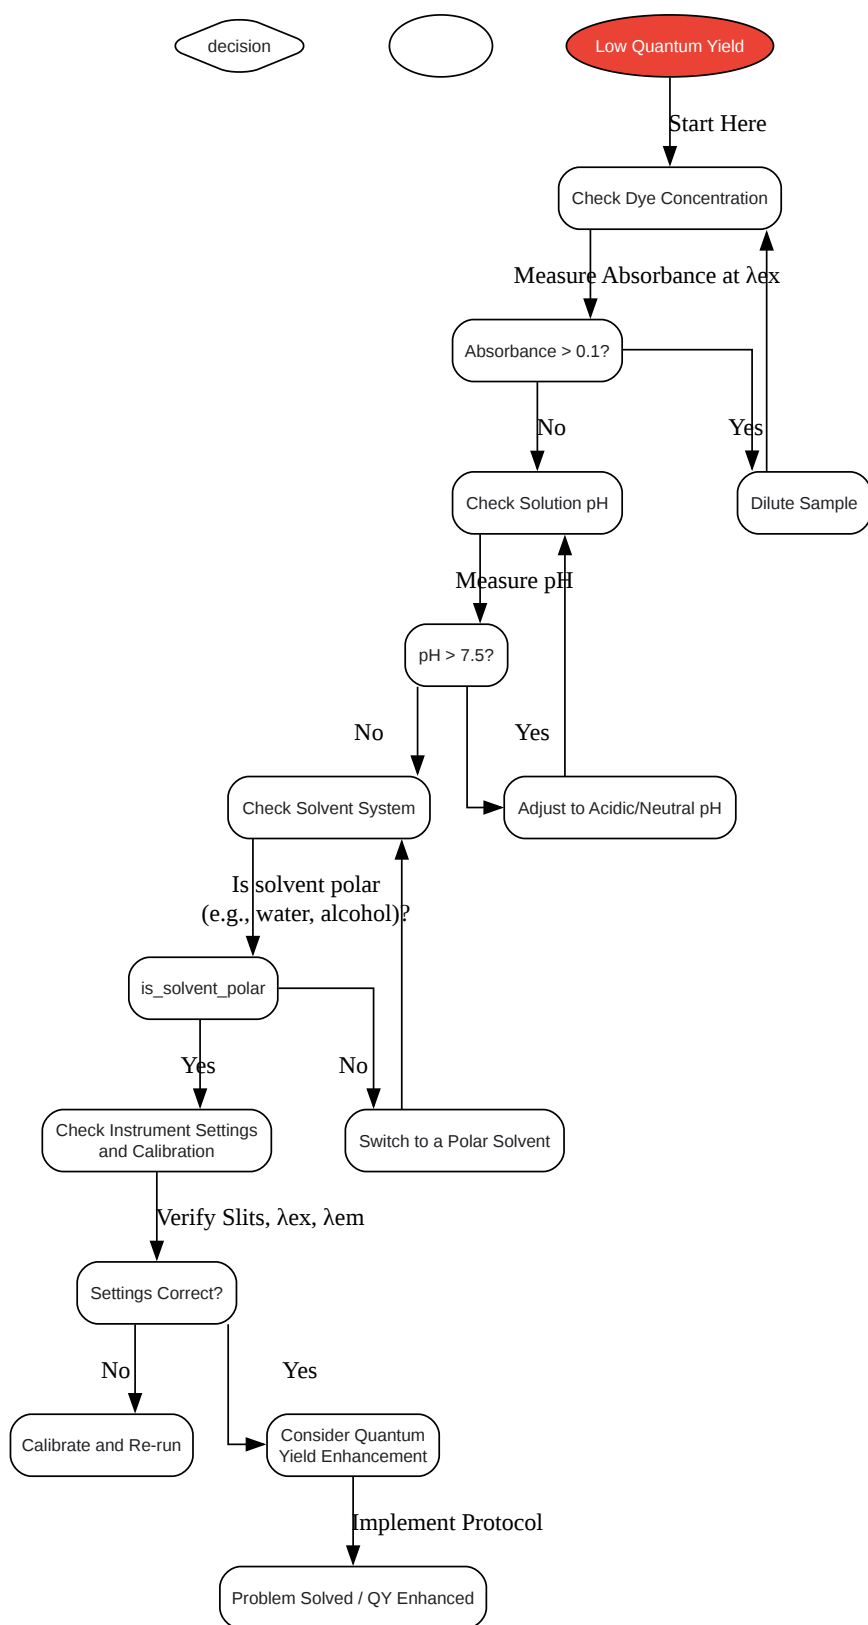 decision
Low Quantum Yield
Start Here
Check Dye Concentration
Measure Absorbance at λex
Absorbance > 0.1?
No
Yes
Check Solution pH
Dilute Sample
Measure pH
pH > 7.5?
No
Yes
Check Solvent System
Adjust to Acidic/Neutral pH
Is solvent polar
(e.g., water, alcohol)?
is_solvent_polar
Yes
No
Check Instrument Settings
and Calibration
Switch to a Polar Solvent
Verify Slits, λex, λem
Settings Correct?
No
Yes
Calibrate and Re-run
Consider Quantum
Yield Enhancement
Implement Protocol
Problem Solved / QY Enhanced